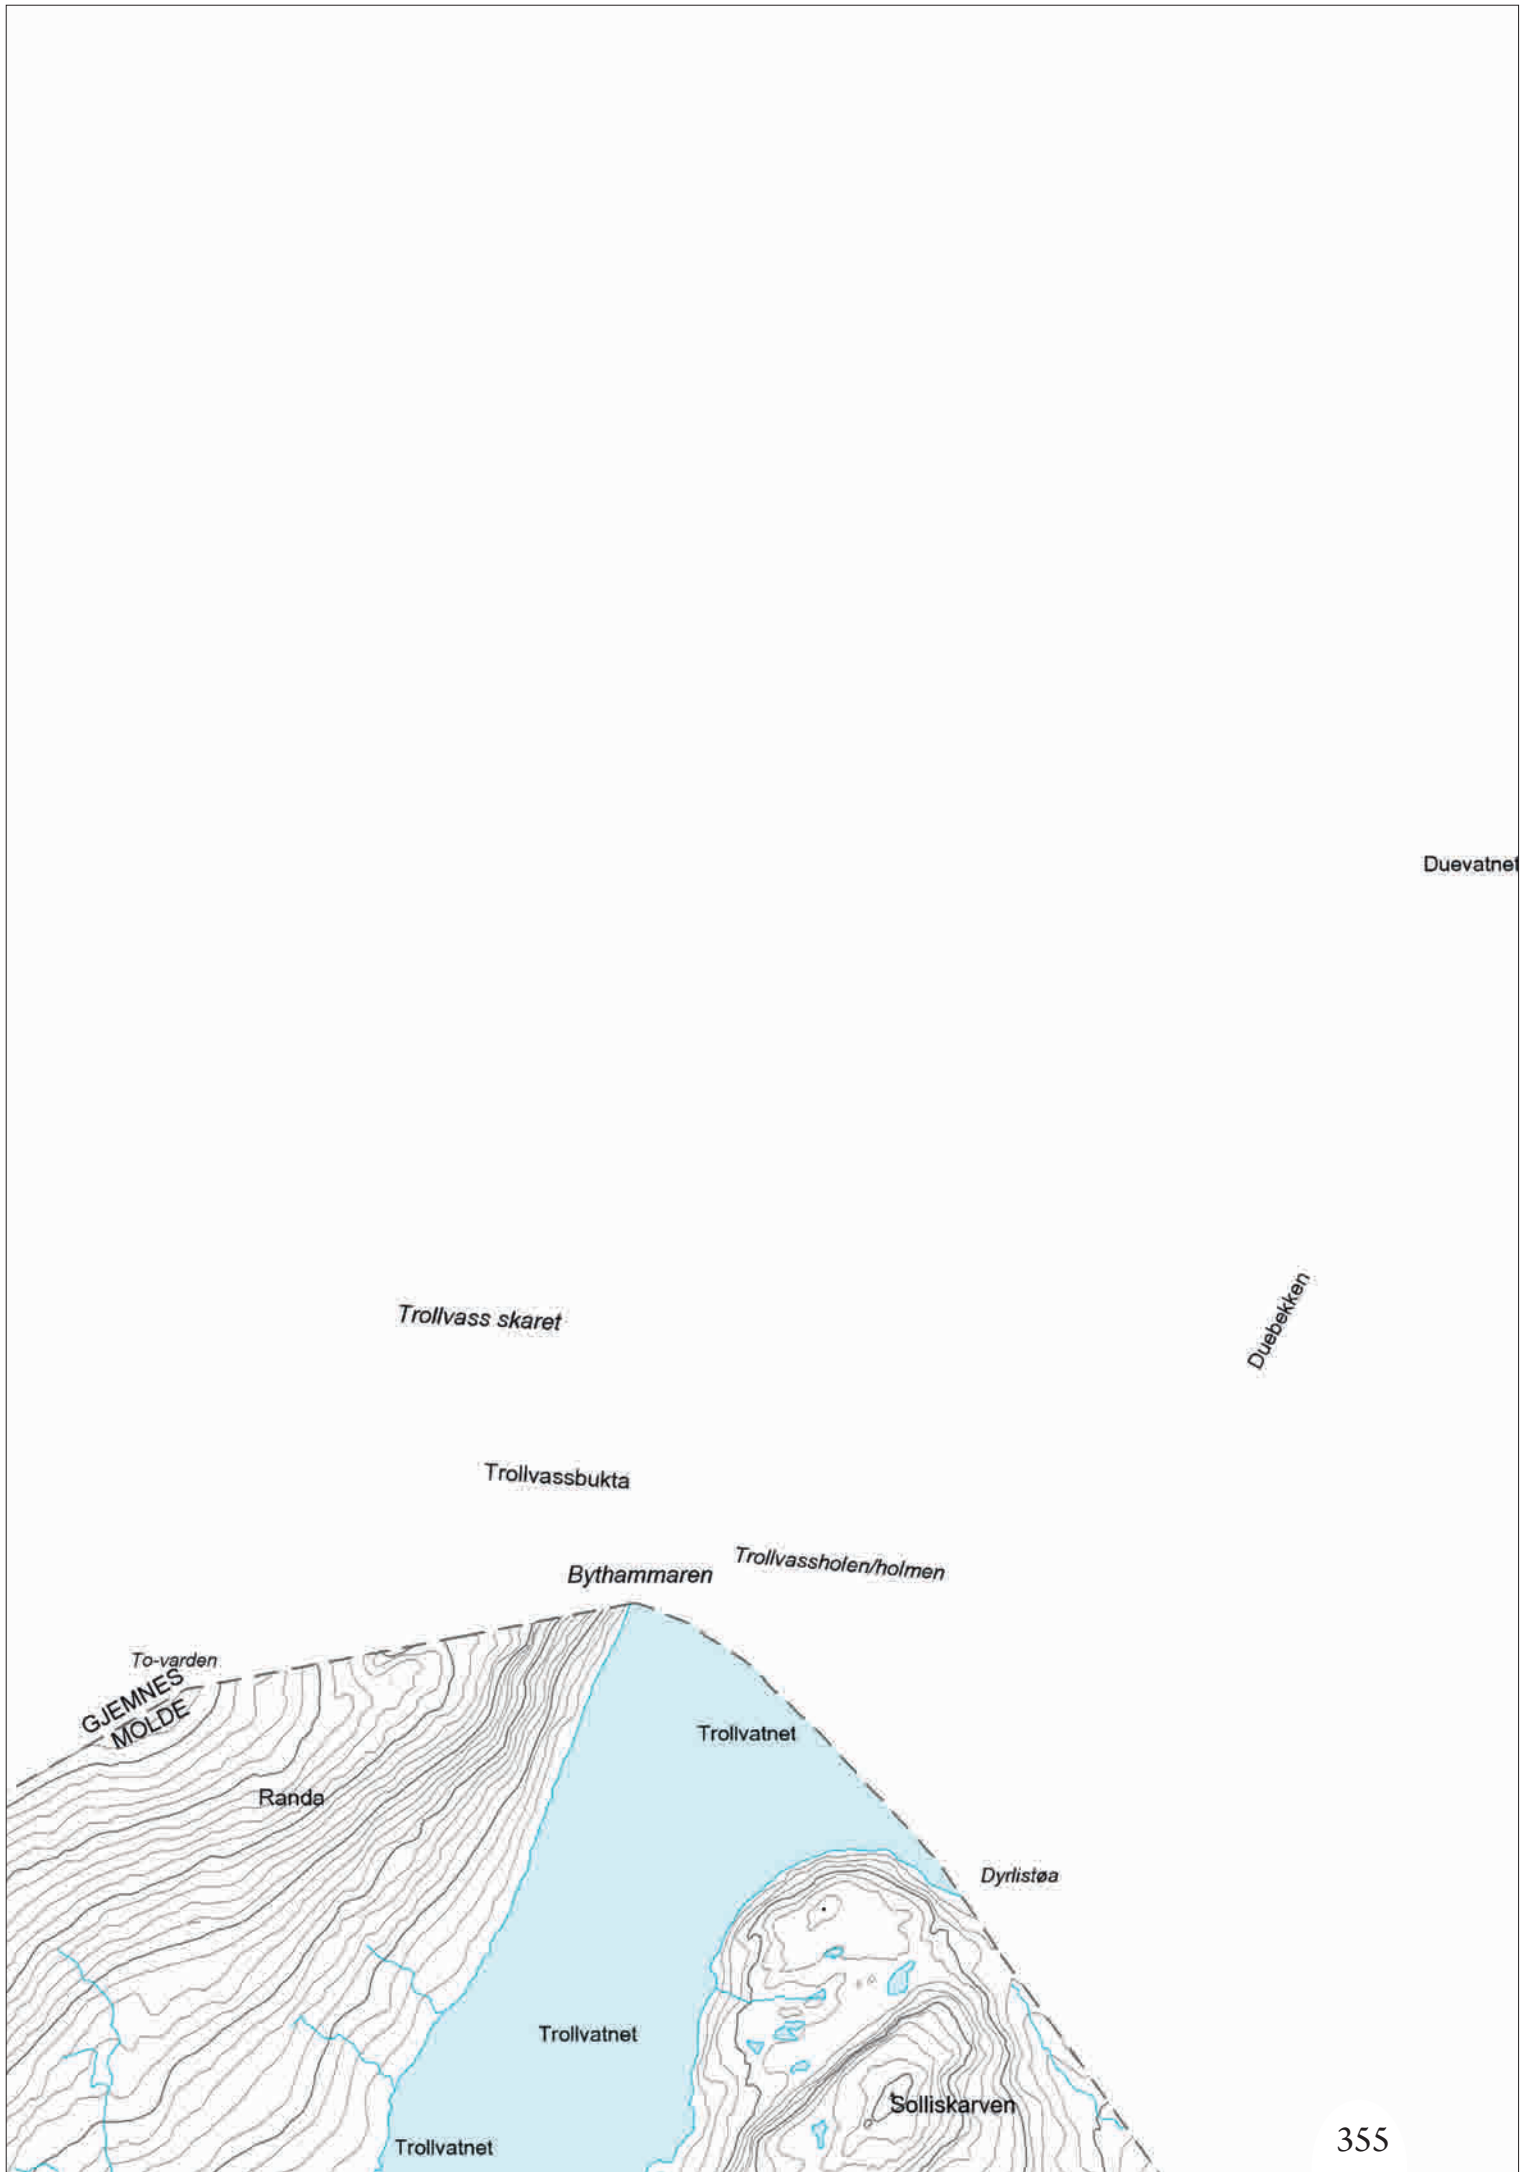 Duevatnet
Duebekken
Trollvass skaret
Trollvassbukta
Trollvassholen/holmen
Bythammaren
To-varden
GJEMNES
MOLDE
Trollvatnet
Randa
Dyrlistøa
Trollvatnet
Solliskarven
Trollvatnet
355